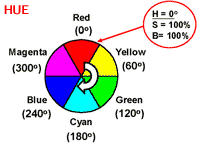 HUE
H = 0°
S = 100%
B= 100%
Red
(0°)
Magenta
(300°)
Yellow
(60°)
Blue
(240°)
Green
(120°)
Cyan
(180°)